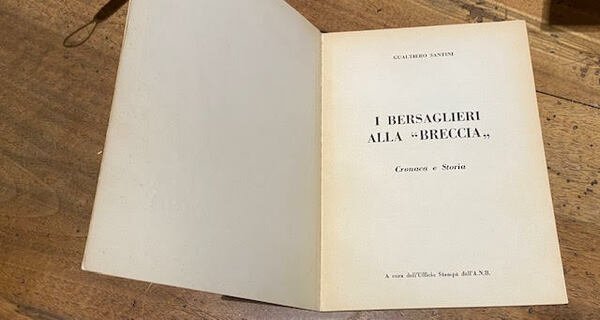 GUALTIERO SANTINI
I BERSAGLIERI
ALLA “BRECCIA„
Cronaca e Storia
A cura dell'Ufficio Stampa dell'A.N.B.